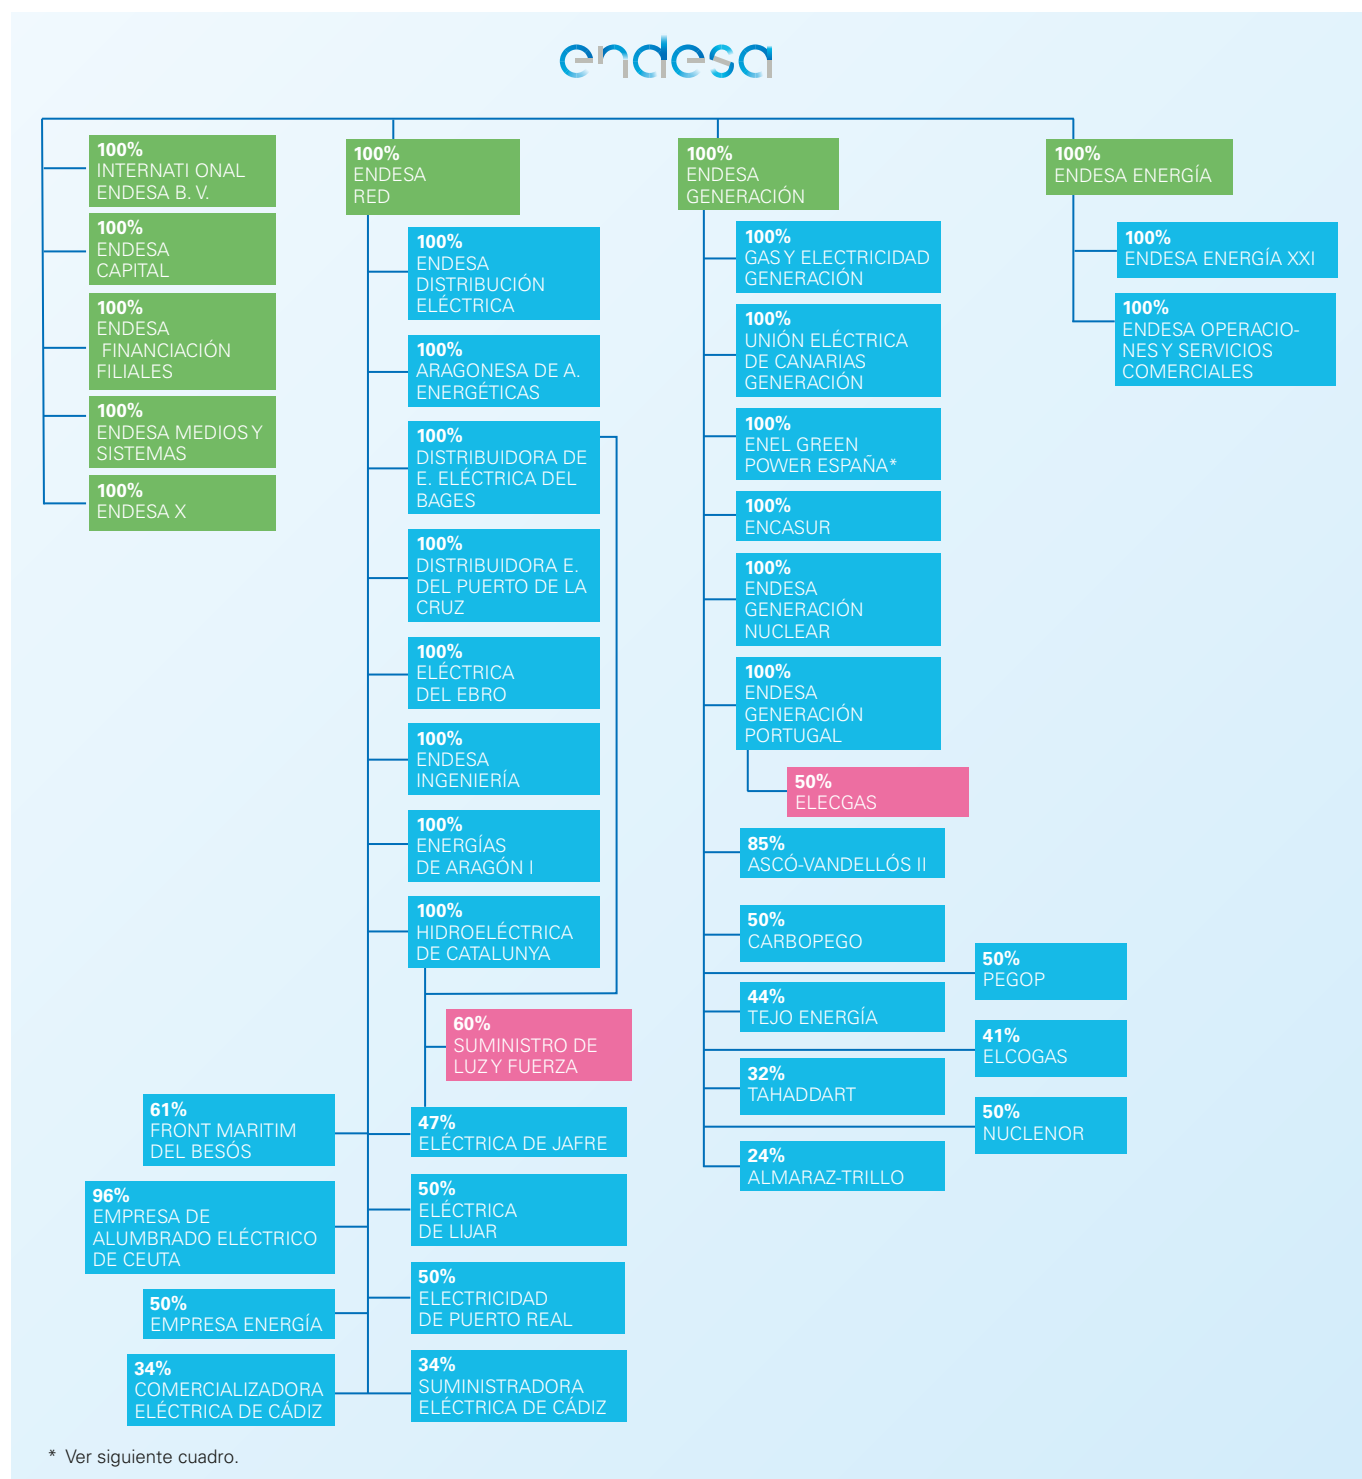 endesa
100%
INTERNATI ONAL
ENDESA B. V.
100%
ENDESA
CAPITAL
100%
ENDESA
FINANCIACIÓN
FILIALES
100%
ENDESA MEDIOS Y
SISTEMAS
100%
ENDESA X
100%
ENDESA
RED
100%
ENDESA
DISTRIBUCIÓN
ELÉCTRICA
100%
ARAGONESA DE A.
ENERGÉTICAS
100%
DISTRIBUIDORA DE
E. ELÉCTRICA DEL
BAGES
100%
DISTRIBUIDORA E.
DEL PUERTO DE LA
CRUZ
100%
ELÉCTRICA
DEL EBRO
100%
ENDESA
INGENIERÍA
100%
ENERGÍAS
DE ARAGÓN I
100%
HIDROELÉCTRICA
DE CATALUNYA
60%
SUMINISTRO DE
LUZ Y FUERZA
61%
FRONT MARITIM
DEL BESÓS
47%
ELÉCTRICA DE JAFRE
96%
EMPRESA DE
ALUMBRADO ELÉCTRICO
DE CEUTA
50%
ELÉCTRICA
DE LIJAR
50%
EMPRESA ENERGÍA
50%
ELECTRICIDAD
DE PUERTO REAL
34%
COMERCIALIZADORA
ELÉCTRICA DE CÁDIZ
34%
SUMINISTRADORA
ELÉCTRICA DE CÁDIZ
100%
ENDESA
GENERACIÓN
100%
GAS Y ELECTRICIDAD
GENERACIÓN
100%
UNIÓN ELÉCTRICA
DE CANARIAS
GENERACIÓN
100%
ENEL GREEN
POWER ESPAÑA*
100%
ENCASUR
100%
ENDESA
GENERACIÓN
NUCLEAR
100%
ENDESA
GENERACIÓN
PORTUGAL
50%
ELECGAS
85%
ASCÓ-VANDELLÓS II
50%
CARBOPEGO
50%
PEGOP
44%
TEJO ENERGÍA
41%
ELCOGAS
32%
TAHADDART
50%
NUCLENOR
24%
ALMARAZ-TRILLO
100%
ENDESA ENERGÍA
100%
ENDESA ENERGÍA XXI
100%
ENDESA OPERACIO-
NES Y SERVICIOS
COMERCIALES
* Ver siguiente cuadro.